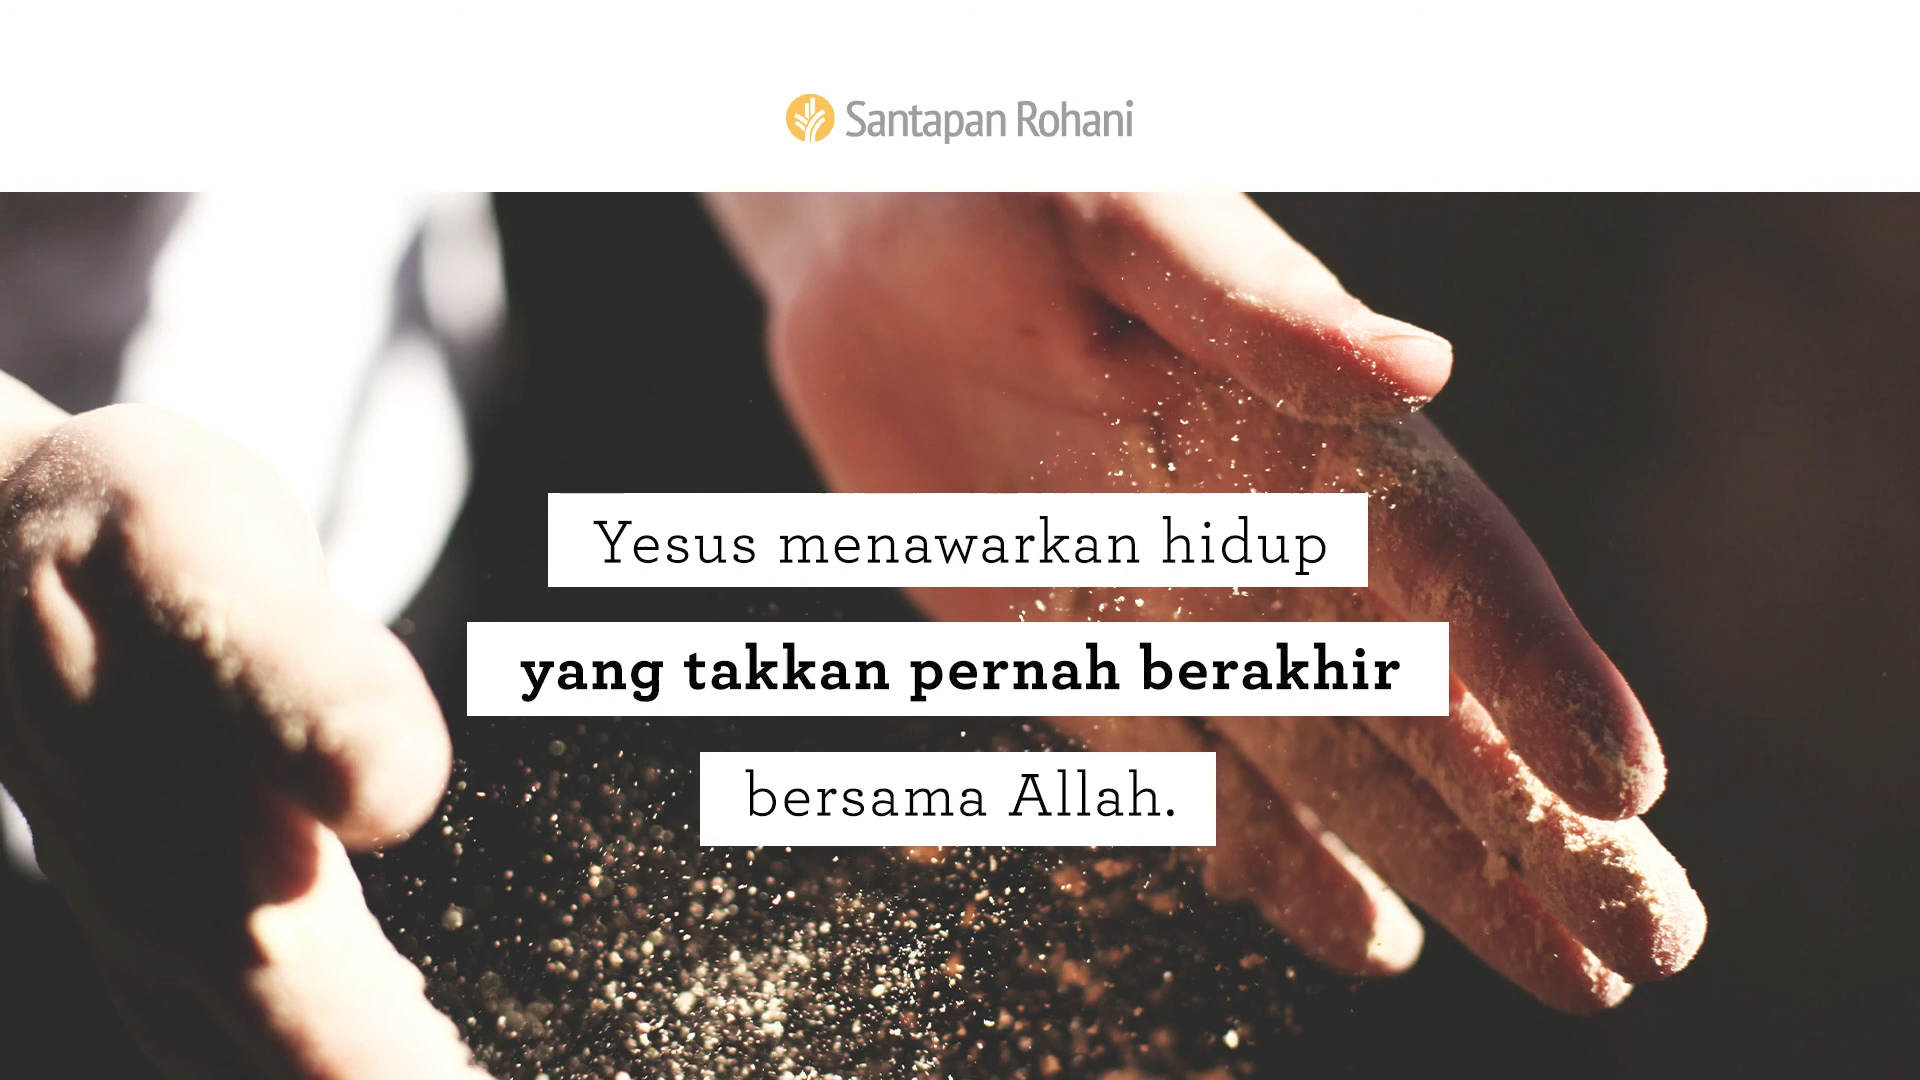 Santapan Rohani
Yesus menawarkan hidup
yang takkan pernah berakhir
bersama Allah.